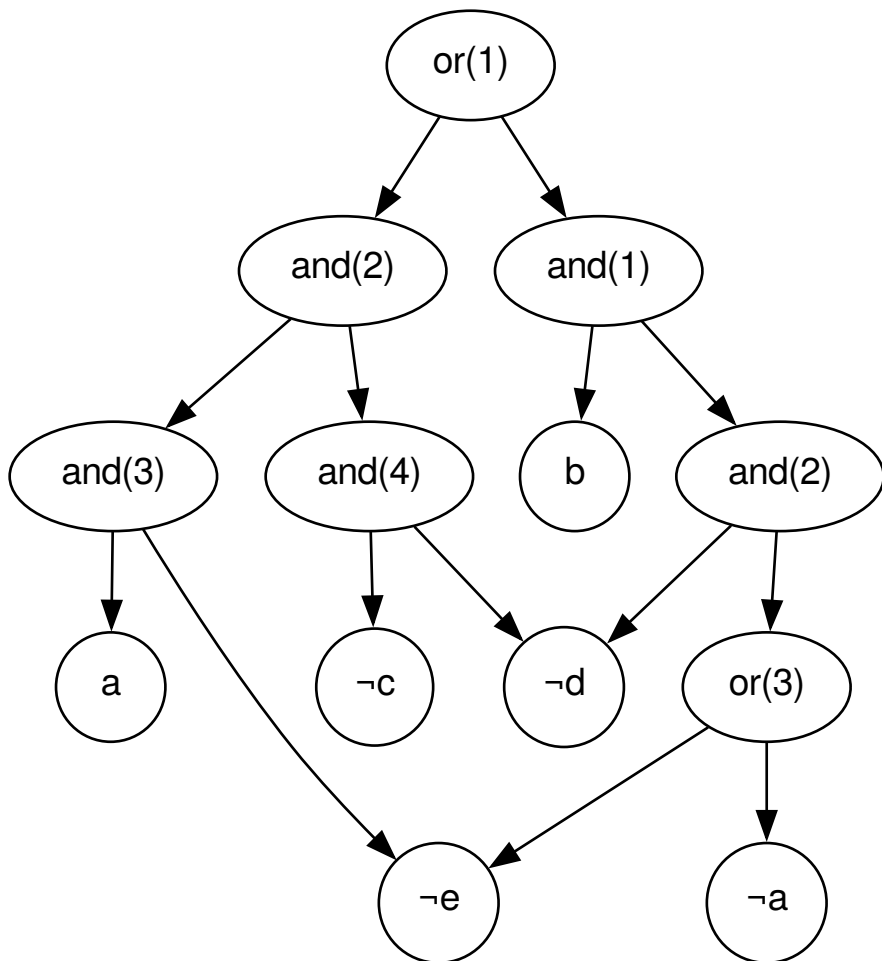 or(1)
and(2)
and(1)
and(3)
and(4)
b
and(2)
a
¬c
¬d
or(3)
¬e
¬a